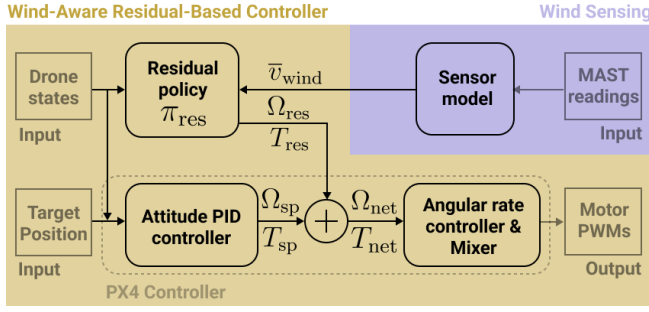 Wind-Aware Residual-Based Controller
Wind Sensing
Drone
states
Input
Residual
policy
π_res
v̅_wind
Sensor
model
MAST
readings
Input
Ω_res
T_res
Target
Position
Input
Attitude PID
controller
Ω_sp
T_sp
+
Ω_net
T_net
Angular rate
controller &
Mixer
Motor
PWMs
Output
PX4 Controller